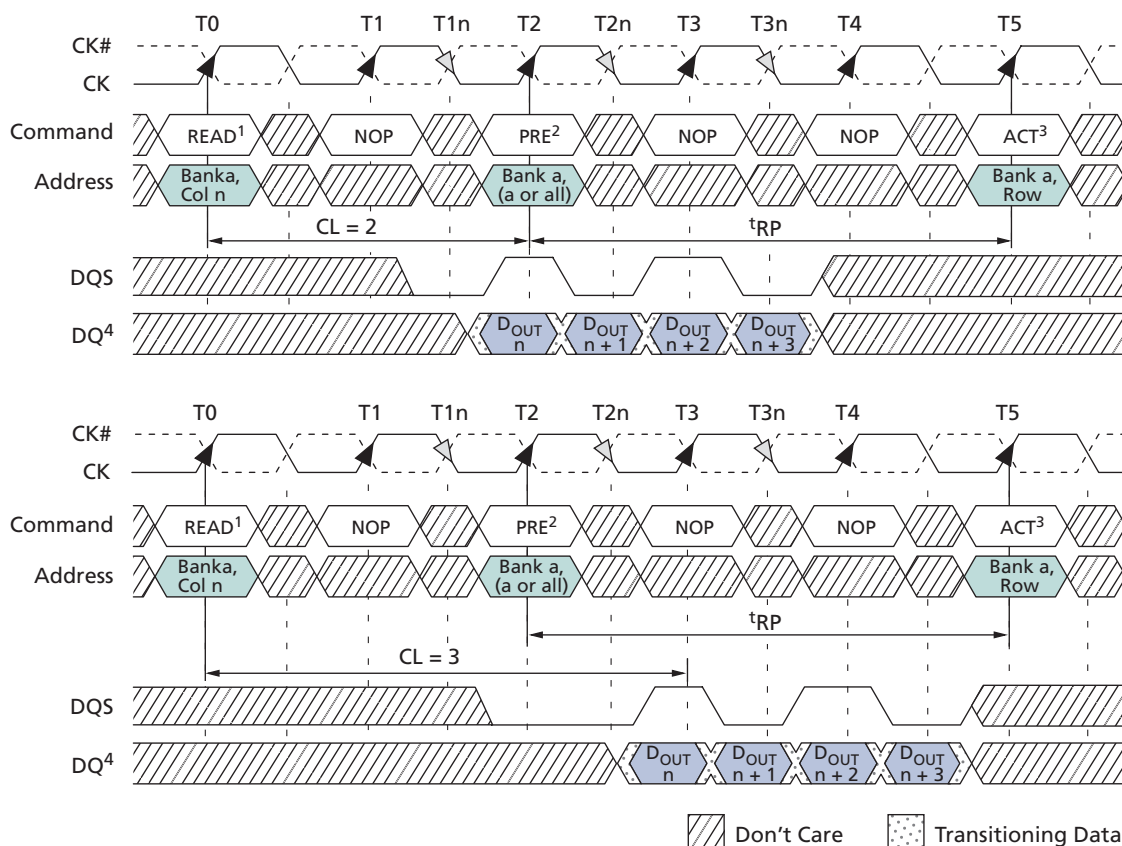 T0 T1 T1n T2 T2n T3 T3n T4 T5
CK#
CK
Command READ¹ NOP PRE² NOP NOP ACT³
Address Banka, Col n Bank a, (a or all) Bank a, Row
CL = 2 ᵗRP
DQS
DQ⁴ DOUT n DOUT n + 1 DOUT n + 2 DOUT n + 3
T0 T1 T1n T2 T2n T3 T3n T4 T5
CK#
CK
Command READ¹ NOP PRE² NOP NOP ACT³
Address Banka, Col n Bank a, (a or all) Bank a, Row
ᵗRP
CL = 3
DQS
DQ⁴ DOUT n DOUT n + 1 DOUT n + 2 DOUT n + 3
Don't Care Transitioning Data